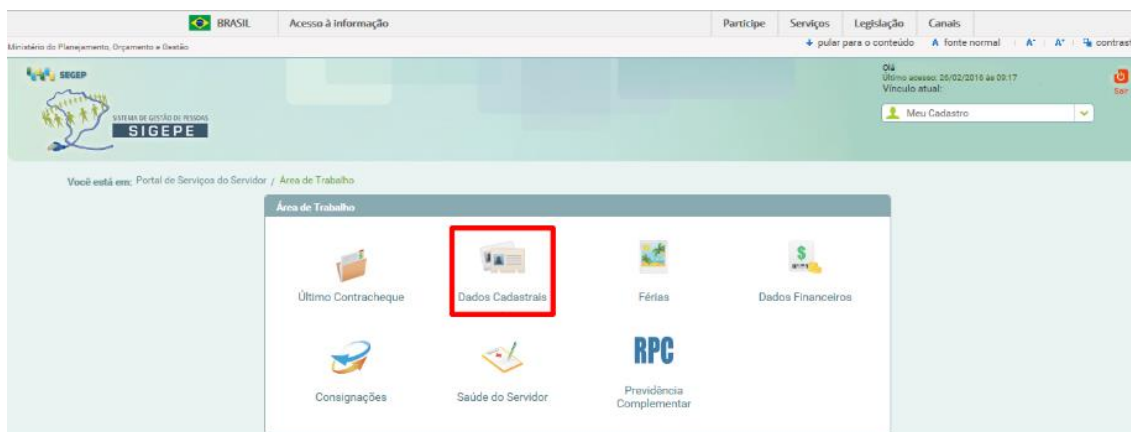 BRASIL Acesso à informação Participe Serviços Legislação Canais
Ministério do Planejamento, Orçamento e Gestão pular para o conteúdo A fonte normal A- A+ contrast
SEGEP
SISTEMA DE GESTÃO DE PESSOAS
SIGEPE
Olá
Último acesso: 26/02/2016 às 09:17
Vínculo atual:
Meu Cadastro
Sair
Você está em: Portal de Serviços do Servidor / Área de Trabalho
Área de Trabalho
Último Contracheque Dados Cadastrais Férias Dados Financeiros
RPC
Consignações Saúde do Servidor Previdência
Complementar